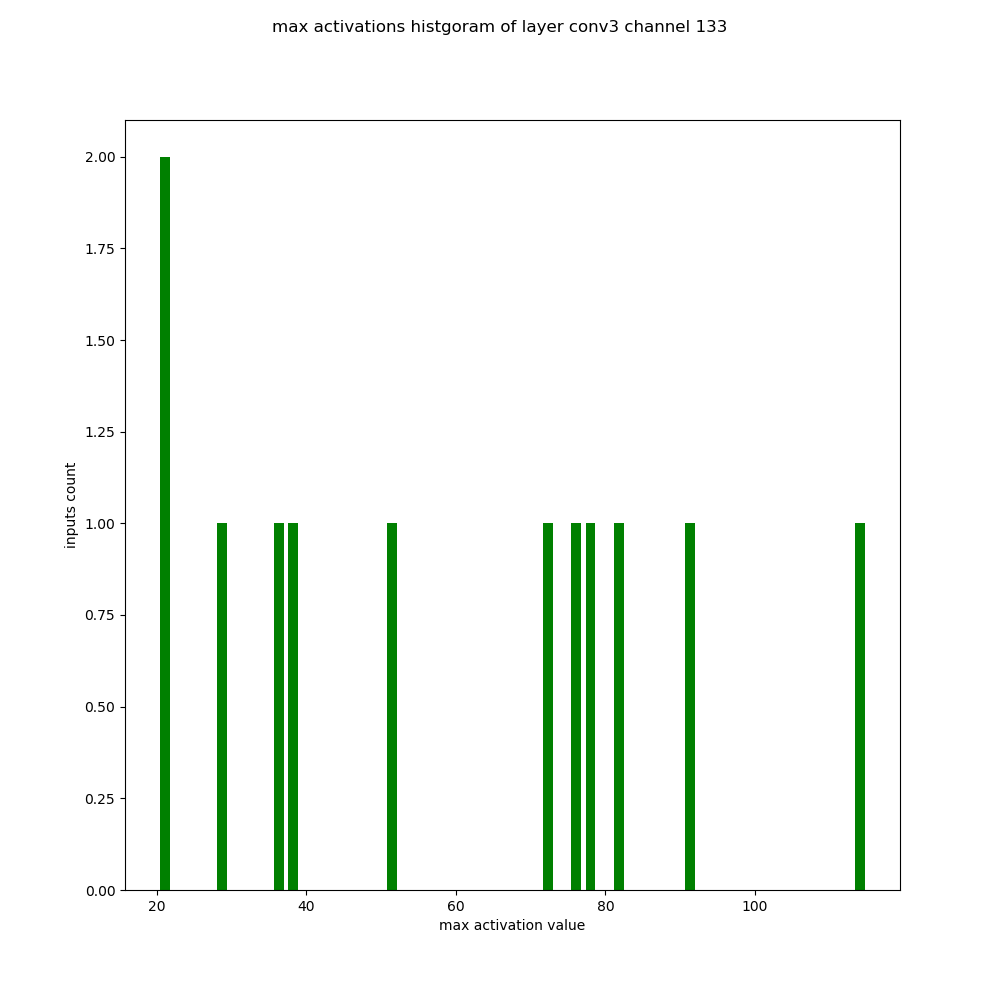 max activations histgoram of layer conv3 channel 133
2.00
1.75
1.50
1.25
1.00
0.75
0.50
0.25
0.00
inputs count
20 40 60 80 100
max activation value